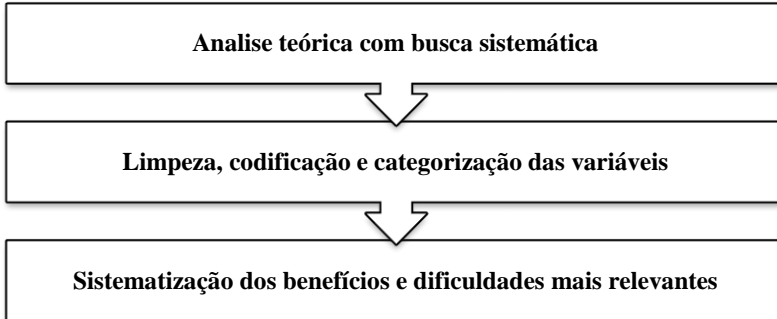 Analise teórica com busca sistemática
Limpeza, codificação e categorização das variáveis
Sistematização dos benefícios e dificuldades mais relevantes